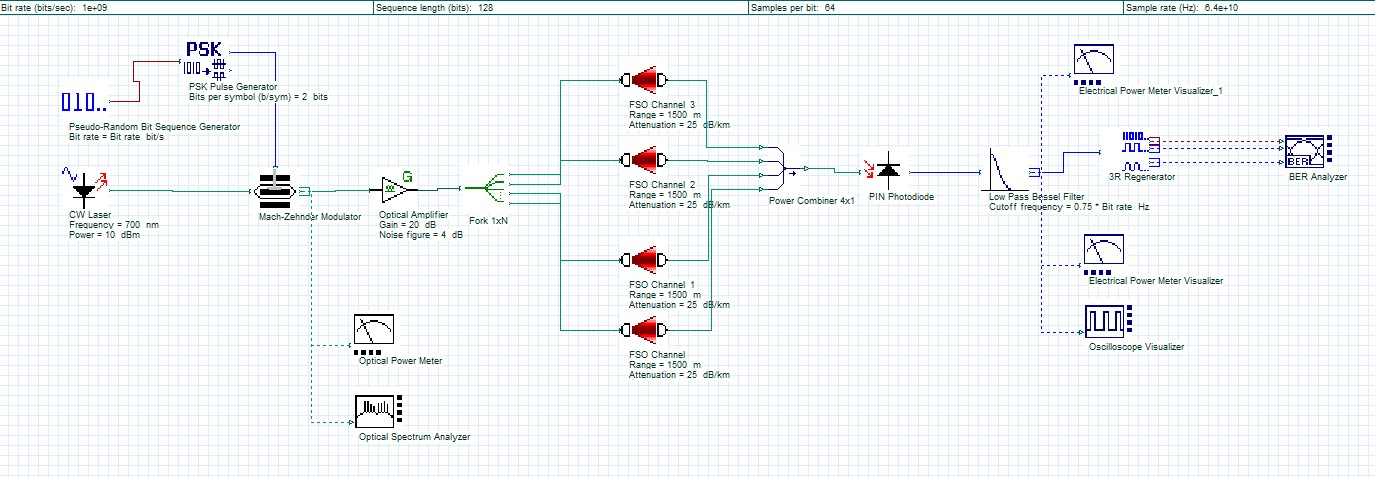 Bit rate (bits/sec): 1e+09
Sequence length (bits): 128
Samples per bit: 64
Sample rate (Hz): 6.4e+10
PSK
1010
PSK Pulse Generator
Bits per symbol (b/sym) = 2 bits
010..
Pseudo-Random Bit Sequence Generator
Bit rate = Bit rate bit/s
CW Laser
Frequency = 700 nm
Power = 10 dBm
Mach-Zehnder Modulator
G
Optical Amplifier
Gain = 20 dB
Noise figure = 4 dB
Fork 1xN
FSO Channel 3
Range = 1500 m
Attenuation = 25 dB/km
FSO Channel 2
Range = 1500 m
Attenuation = 25 dB/km
FSO Channel 1
Range = 1500 m
Attenuation = 25 dB/km
FSO Channel
Range = 1500 m
Attenuation = 25 dB/km
Power Combiner 4x1
PIN Photodiode
Low Pass Bessel Filter
Cutoff frequency = 0.75 * Bit rate Hz
Electrical Power Meter Visualizer_1
3R Regenerator
BER
BER Analyzer
Electrical Power Meter Visualizer
Oscilloscope Visualizer
Optical Power Meter
Optical Spectrum Analyzer